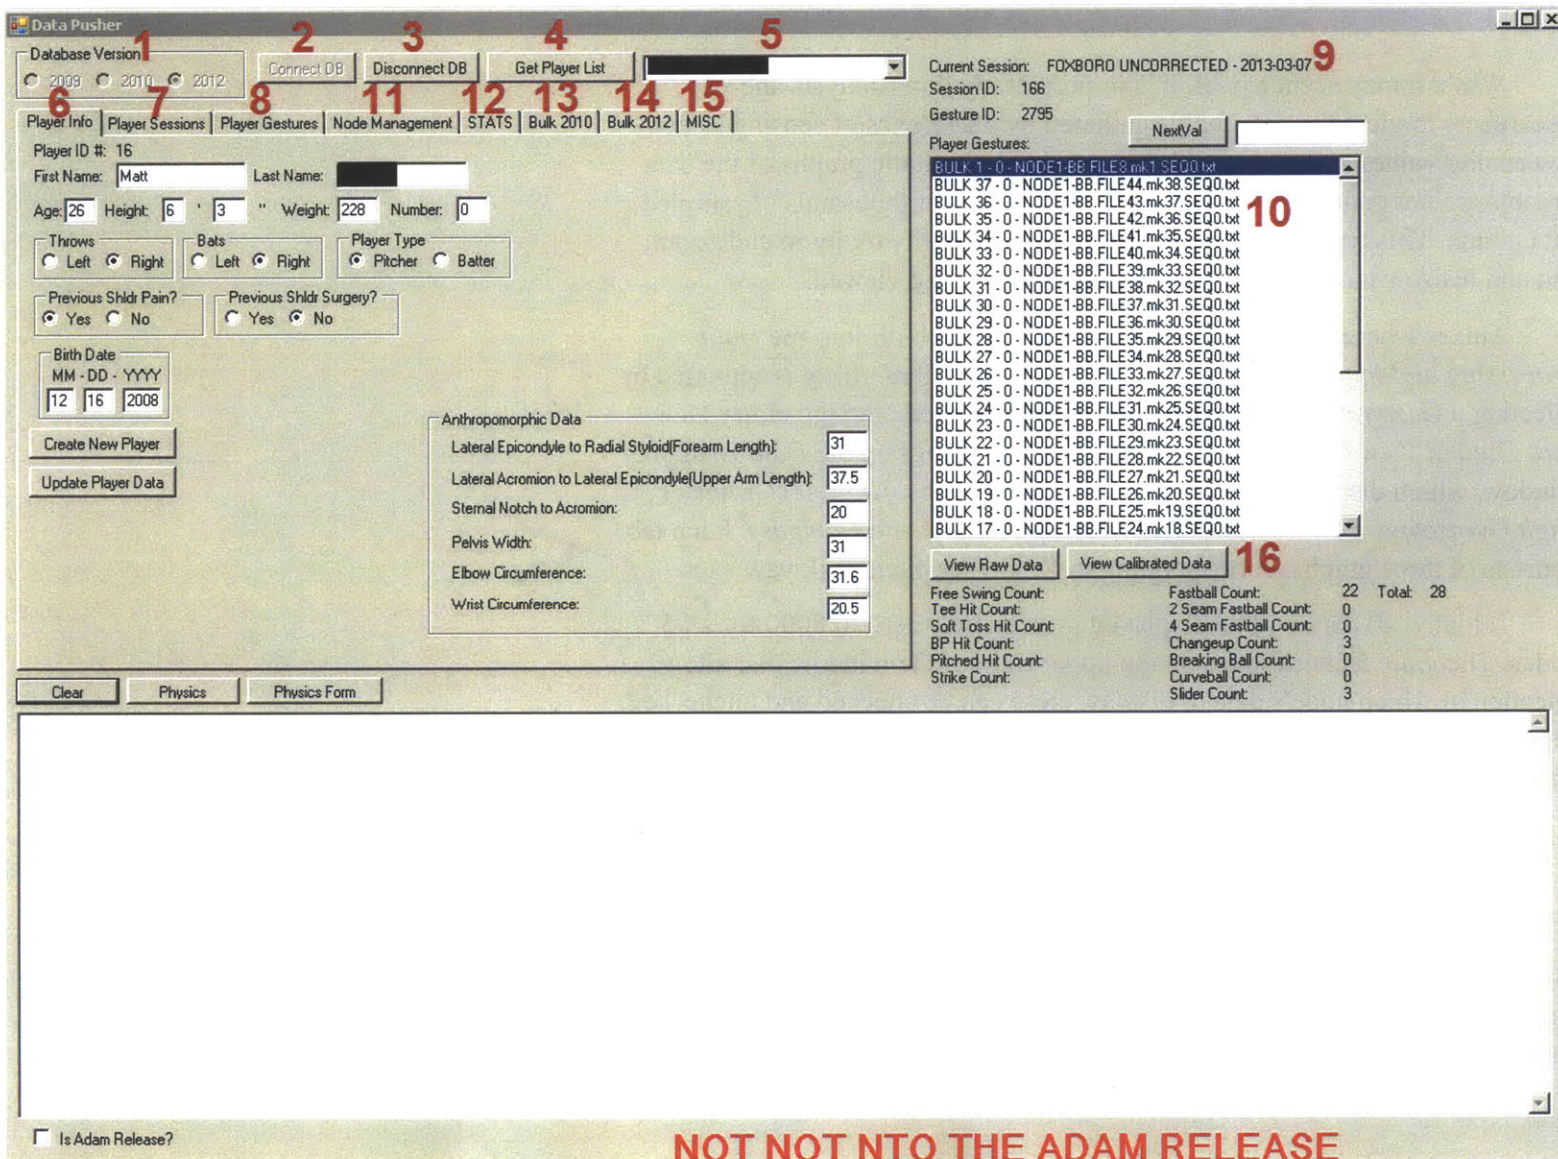 Data Pusher
Database Version
1
2
3
4
5
2009 2010 2012
Connect DB
Disconnect DB
Get Player List
6
7
8
11
12
13
14
15
Player Info
Player Sessions
Player Gestures
Node Management
STATS
Bulk 2010
Bulk 2012
MISC
Player ID #: 16
First Name: Matt Last Name:
Age: 26 Height: 6 ' 3 " Weight: 228 Number: 0
Throws
Left Right
Bats
Left Right
Player Type
Pitcher Batter
Previous Shldr Pain?
Yes No
Previous Shldr Surgery?
Yes No
Birth Date
MM - DD - YYYY
12 16 2008
Create New Player
Update Player Data
Anthropomorphic Data
Lateral Epicondyle to Radial Styloid(Forearm Length): 31
Lateral Acromion to Lateral Epicondyle(Upper Arm Length): 37.5
Sternal Notch to Acromion: 20
Pelvis Width: 31
Elbow Circumference: 31.6
Wrist Circumference: 20.5
Current Session: FOXBORO UNCORRECTED - 2013-03-07
9
Session ID: 166
Gesture ID: 2795
NextVal
Player Gestures:
BULK 1 - 0 - NODE1-BB.FILE8.mk1.SEQ0.txt
BULK 37 - 0 - NODE1-BB.FILE44.mk38.SEQ0.txt
BULK 36 - 0 - NODE1-BB.FILE43.mk37.SEQ0.txt
BULK 35 - 0 - NODE1-BB.FILE42.mk36.SEQ0.txt
BULK 34 - 0 - NODE1-BB.FILE41.mk35.SEQ0.txt
BULK 33 - 0 - NODE1-BB.FILE40.mk34.SEQ0.txt
BULK 32 - 0 - NODE1-BB.FILE39.mk33.SEQ0.txt
BULK 31 - 0 - NODE1-BB.FILE38.mk32.SEQ0.txt
BULK 30 - 0 - NODE1-BB.FILE37.mk31.SEQ0.txt
BULK 29 - 0 - NODE1-BB.FILE36.mk30.SEQ0.txt
BULK 28 - 0 - NODE1-BB.FILE35.mk29.SEQ0.txt
BULK 27 - 0 - NODE1-BB.FILE34.mk28.SEQ0.txt
BULK 26 - 0 - NODE1-BB.FILE33.mk27.SEQ0.txt
BULK 25 - 0 - NODE1-BB.FILE32.mk26.SEQ0.txt
BULK 24 - 0 - NODE1-BB.FILE31.mk25.SEQ0.txt
BULK 23 - 0 - NODE1-BB.FILE30.mk24.SEQ0.txt
BULK 22 - 0 - NODE1-BB.FILE29.mk23.SEQ0.txt
BULK 21 - 0 - NODE1-BB.FILE28.mk22.SEQ0.txt
BULK 20 - 0 - NODE1-BB.FILE27.mk21.SEQ0.txt
BULK 19 - 0 - NODE1-BB.FILE26.mk20.SEQ0.txt
BULK 18 - 0 - NODE1-BB.FILE25.mk19.SEQ0.txt
BULK 17 - 0 - NODE1-BB.FILE24.mk18.SEQ0.txt
10
View Raw Data
View Calibrated Data
16
Free Swing Count:
Tee Hit Count:
Soft Toss Hit Count:
BP Hit Count:
Pitched Hit Count:
Strike Count:
Fastball Count: 22 Total: 28
2 Seam Fastball Count: 0
4 Seam Fastball Count: 0
Changeup Count: 3
Breaking Ball Count: 0
Curveball Count: 0
Slider Count: 3
Clear
Physics
Physics Form
Is Adam Release?
NOT NOT NTO THE ADAM RELEASE